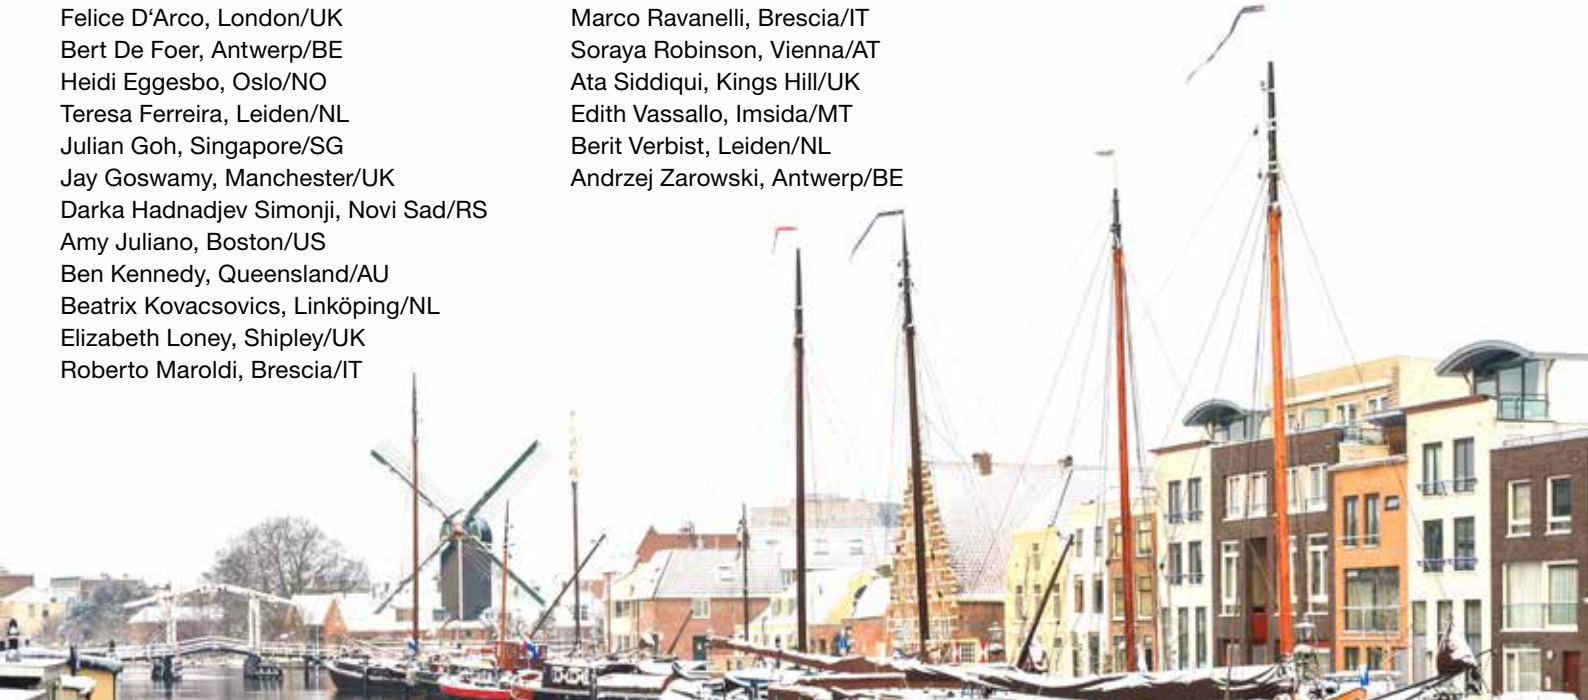 Felice D‘Arco, London/UK
Bert De Foer, Antwerp/BE
Heidi Eggesbo, Oslo/NO
Teresa Ferreira, Leiden/NL
Julian Goh, Singapore/SG
Jay Goswamy, Manchester/UK
Darka Hadnadjev Simonji, Novi Sad/RS
Amy Juliano, Boston/US
Ben Kennedy, Queensland/AU
Beatrix Kovacsovics, Linköping/NL
Elizabeth Loney, Shipley/UK
Roberto Maroldi, Brescia/IT
Marco Ravanelli, Brescia/IT
Soraya Robinson, Vienna/AT
Ata Siddiqui, Kings Hill/UK
Edith Vassallo, Imsida/MT
Berit Verbist, Leiden/NL
Andrzej Zarowski, Antwerp/BE